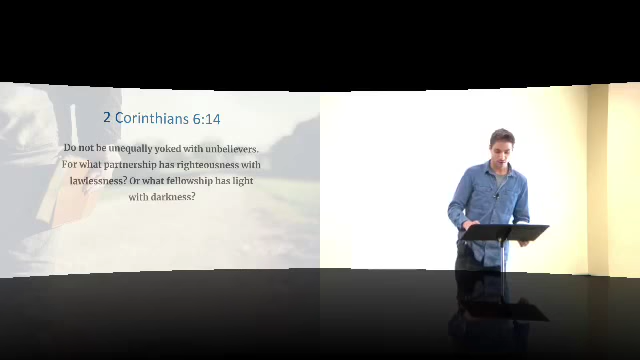 2 Corinthians 6:14
Do not be unequally yoked with unbelievers.
For what partnership has righteousness with
lawlessness? Or what fellowship has light
with darkness?